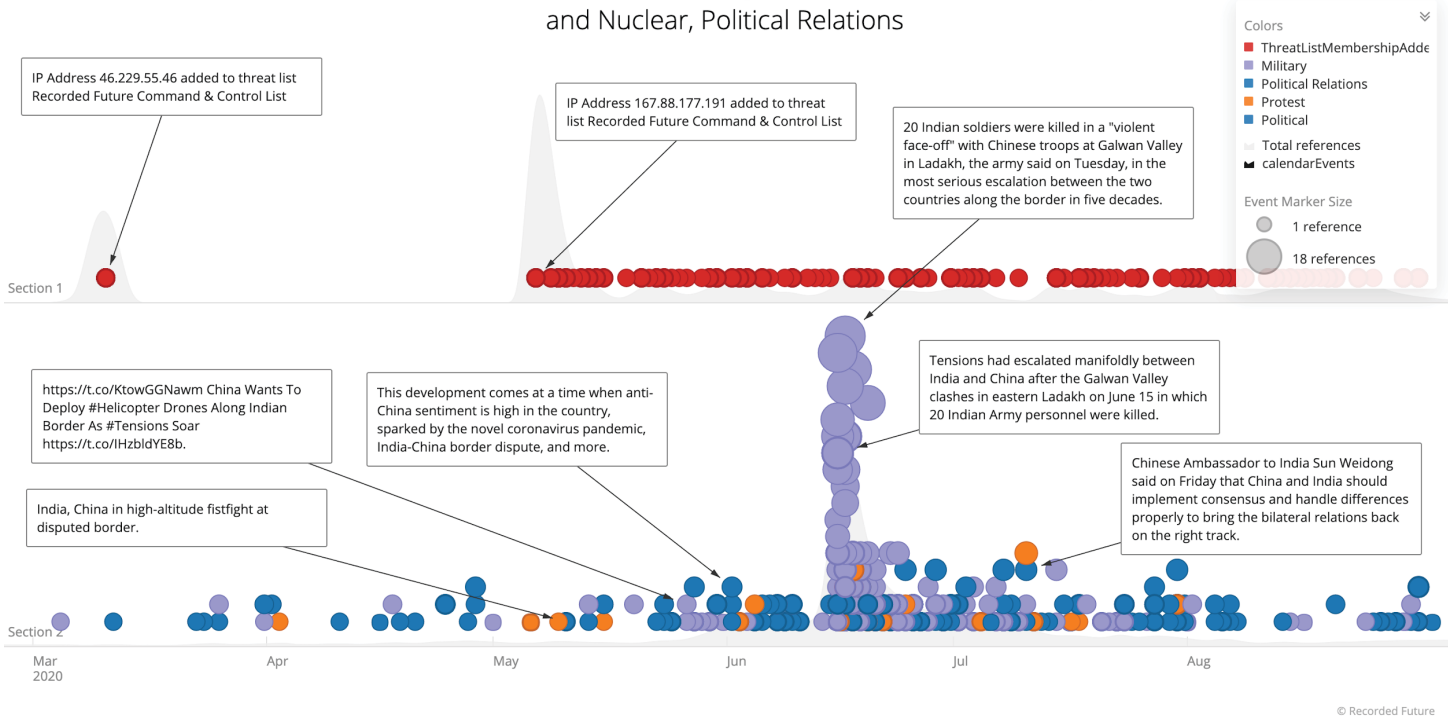 and Nuclear, Political Relations
Colors
ThreatListMembershipAdde
Military
Political Relations
Protest
Political
Total references
calendarEvents
Event Marker Size
1 reference
18 references
IP Address 46.229.55.46 added to threat list
Recorded Future Command & Control List
IP Address 167.88.177.191 added to threat
list Recorded Future Command & Control List
20 Indian soldiers were killed in a "violent
face-off" with Chinese troops at Galwan Valley
in Ladakh, the army said on Tuesday, in the
most serious escalation between the two
countries along the border in five decades.
Section 1
https://t.co/KtowGGNawm China Wants To
Deploy #Helicopter Drones Along Indian
Border As #Tensions Soar
https://t.co/IHzbldYE8b.
This development comes at a time when anti-
China sentiment is high in the country,
sparked by the novel coronavirus pandemic,
India-China border dispute, and more.
Tensions had escalated manifoldly between
India and China after the Galwan Valley
clashes in eastern Ladakh on June 15 in which
20 Indian Army personnel were killed.
Chinese Ambassador to India Sun Weidong
said on Friday that China and India should
implement consensus and handle differences
properly to bring the bilateral relations back
on the right track.
India, China in high-altitude fistfight at
disputed border.
Section 2
Mar
2020
Apr
May
Jun
Jul
Aug
© Recorded Future